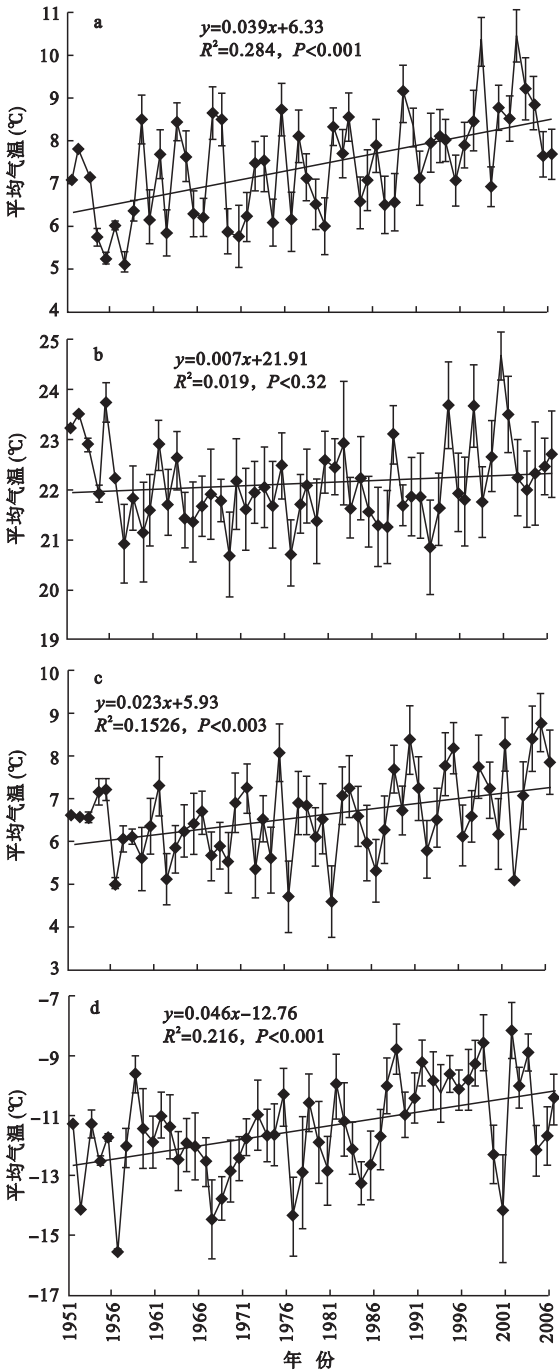 a
y=0.039x+6.33
R²=0.284, P<0.001
平均气温 (℃)
11
10
9
8
7
6
5
4
b
y=0.007x+21.91
R²=0.019, P<0.32
平均气温 (℃)
25
24
23
22
21
20
19
c
y=0.023x+5.93
R²=0.1526, P<0.003
平均气温 (℃)
10
9
8
7
6
5
4
3
d
y=0.046x−12.76
R²=0.216, P<0.001
平均气温 (℃)
−7
−9
−11
−13
−15
−17
1951 1956 1961 1966 1971 1976 1981 1986 1991 1996 2001 2006
年 份